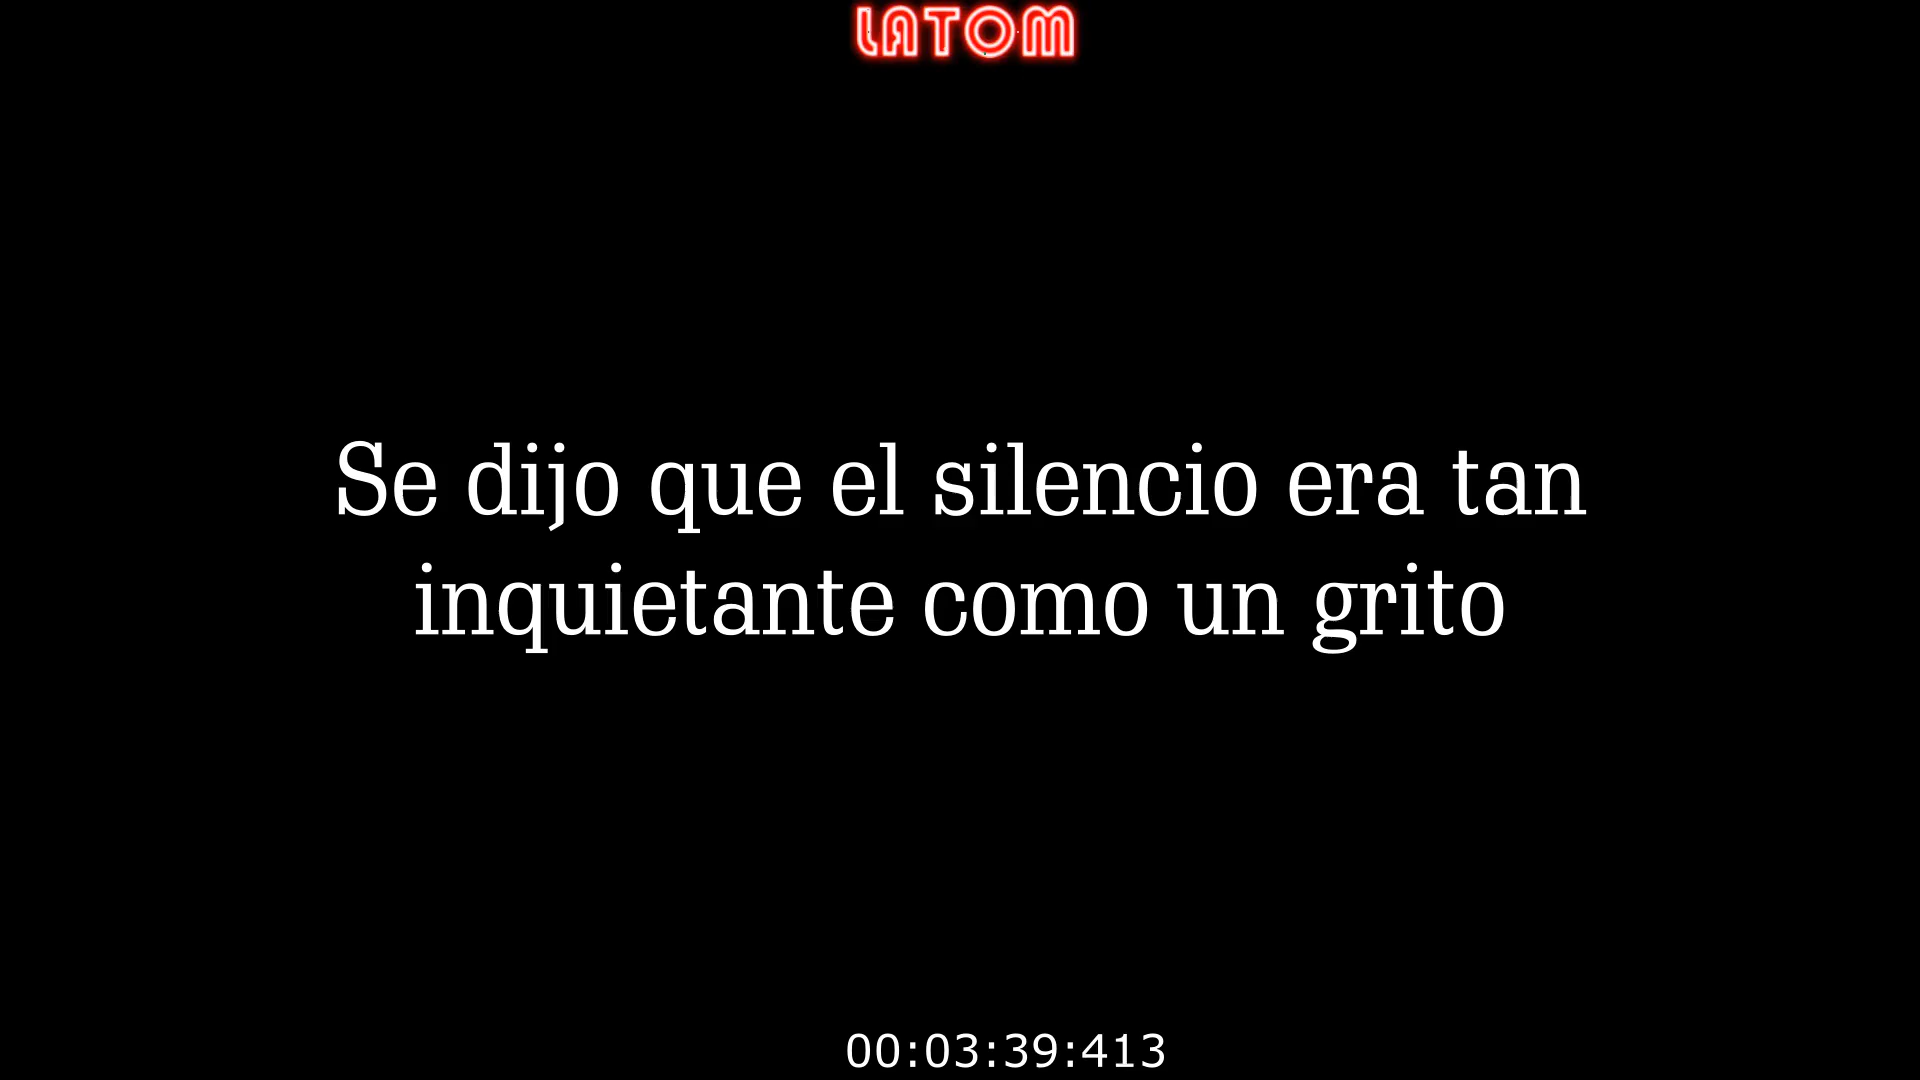 LATOM
Se dijo que el silencio era tan
inquietante como un grito
00:03:39:413